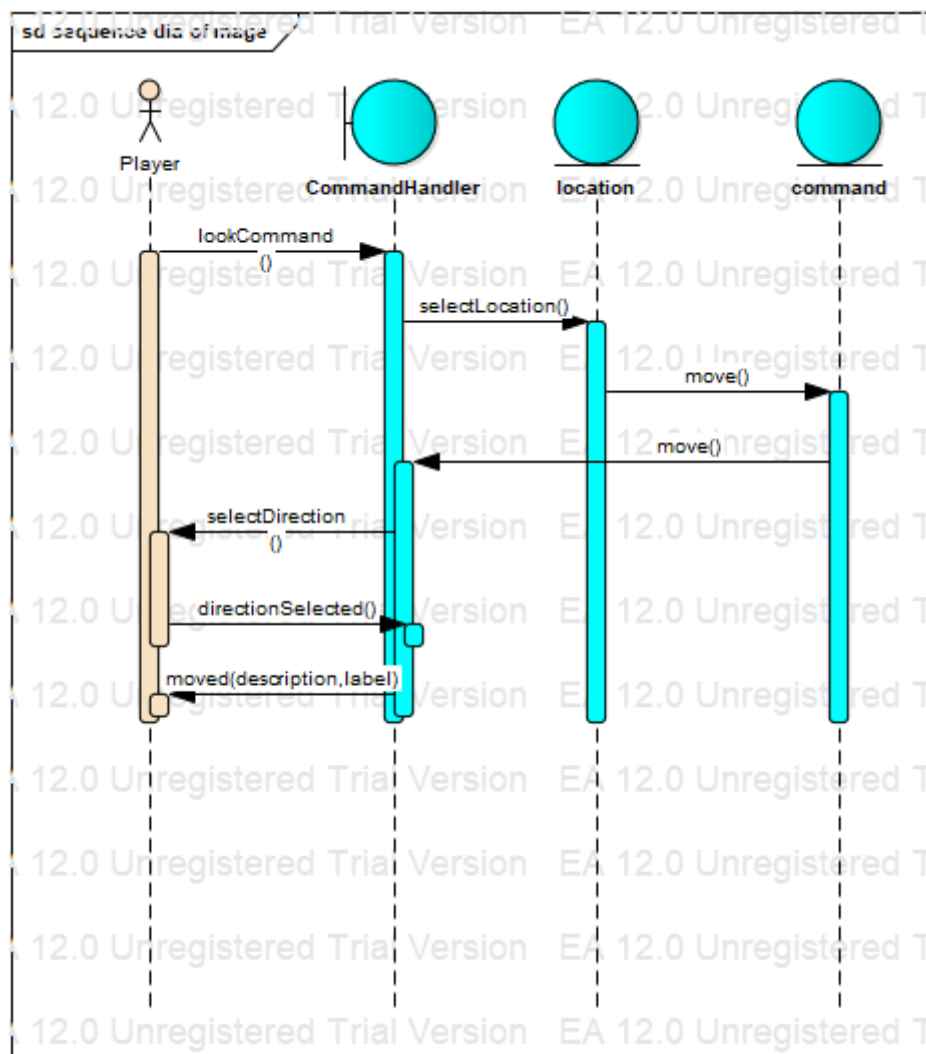 sd sequence dia of mage
EA 12.0 Unregistered Trial Version
Player
CommandHandler
location
command
lookCommand
()
selectLocation()
move()
move()
selectDirection
()
directionSelected()
moved(description,label)